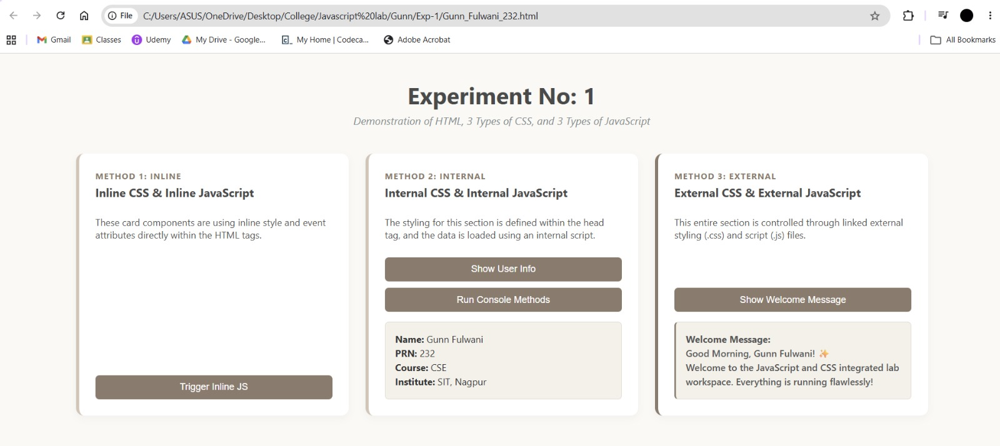 File C:/Users/ASUS/OneDrive/Desktop/College/Javascript%20lab/Gunn/Exp-1/Gunn_Fulwani_232.html
Gmail Classes Udemy My Drive - Google... My Home | Codeca... Adobe Acrobat All Bookmarks
Experiment No: 1
Demonstration of HTML, 3 Types of CSS, and 3 Types of JavaScript
METHOD 1: INLINE
Inline CSS & Inline JavaScript
These card components are using inline style and event
attributes directly within the HTML tags.
Trigger Inline JS
METHOD 2: INTERNAL
Internal CSS & Internal JavaScript
The styling for this section is defined within the head
tag, and the data is loaded using an internal script.
Show User Info
Run Console Methods
Name: Gunn Fulwani
PRN: 232
Course: CSE
Institute: SIT, Nagpur
METHOD 3: EXTERNAL
External CSS & External JavaScript
This entire section is controlled through linked external
styling (.css) and script (.js) files.
Show Welcome Message
Welcome Message:
Good Morning, Gunn Fulwani! ✨
Welcome to the JavaScript and CSS integrated lab
workspace. Everything is running flawlessly!